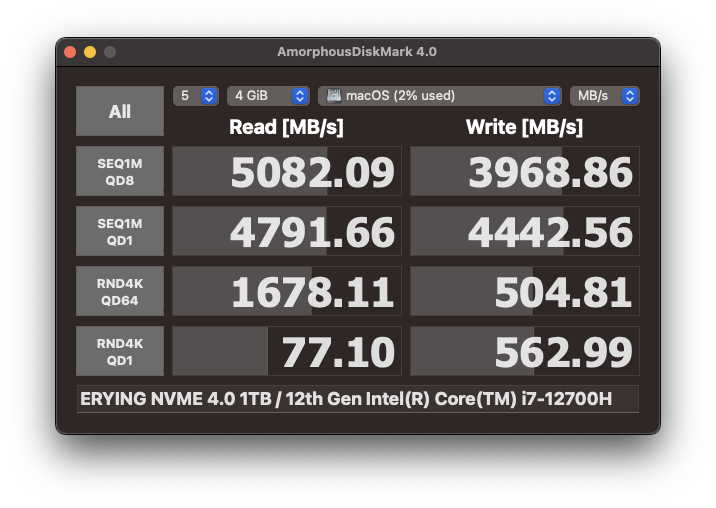 AmorphousDiskMark 4.0
All
5
4 GiB
macOS (2% used)
MB/s
Read [MB/s]
Write [MB/s]
SEQ1M
QD8
5082.09
3968.86
SEQ1M
QD1
4791.66
4442.56
RND4K
QD64
1678.11
504.81
RND4K
QD1
77.10
562.99
ERYING NVME 4.0 1TB / 12th Gen Intel(R) Core(TM) i7-12700H